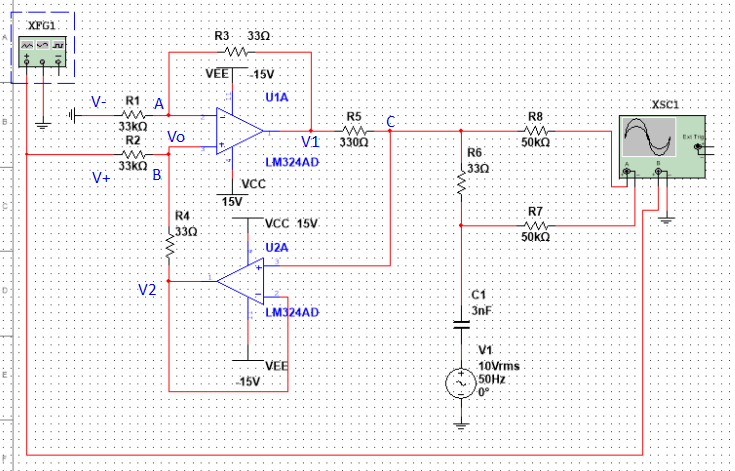 XFG1
R3 33Ω
VEE -15V
V- R1 A
33kΩ
U1A
R2 Vo
33kΩ
V+ B
LM324AD
VCC
15V
R5
330Ω
V1
C
R8
50kΩ
XSC1
Ext Trig
A B
R6
33Ω
R7
50kΩ
R4
33Ω
VCC 15V
U2A
V2
LM324AD
VEE
-15V
C1
3nF
V1
10Vrms
50Hz
0°